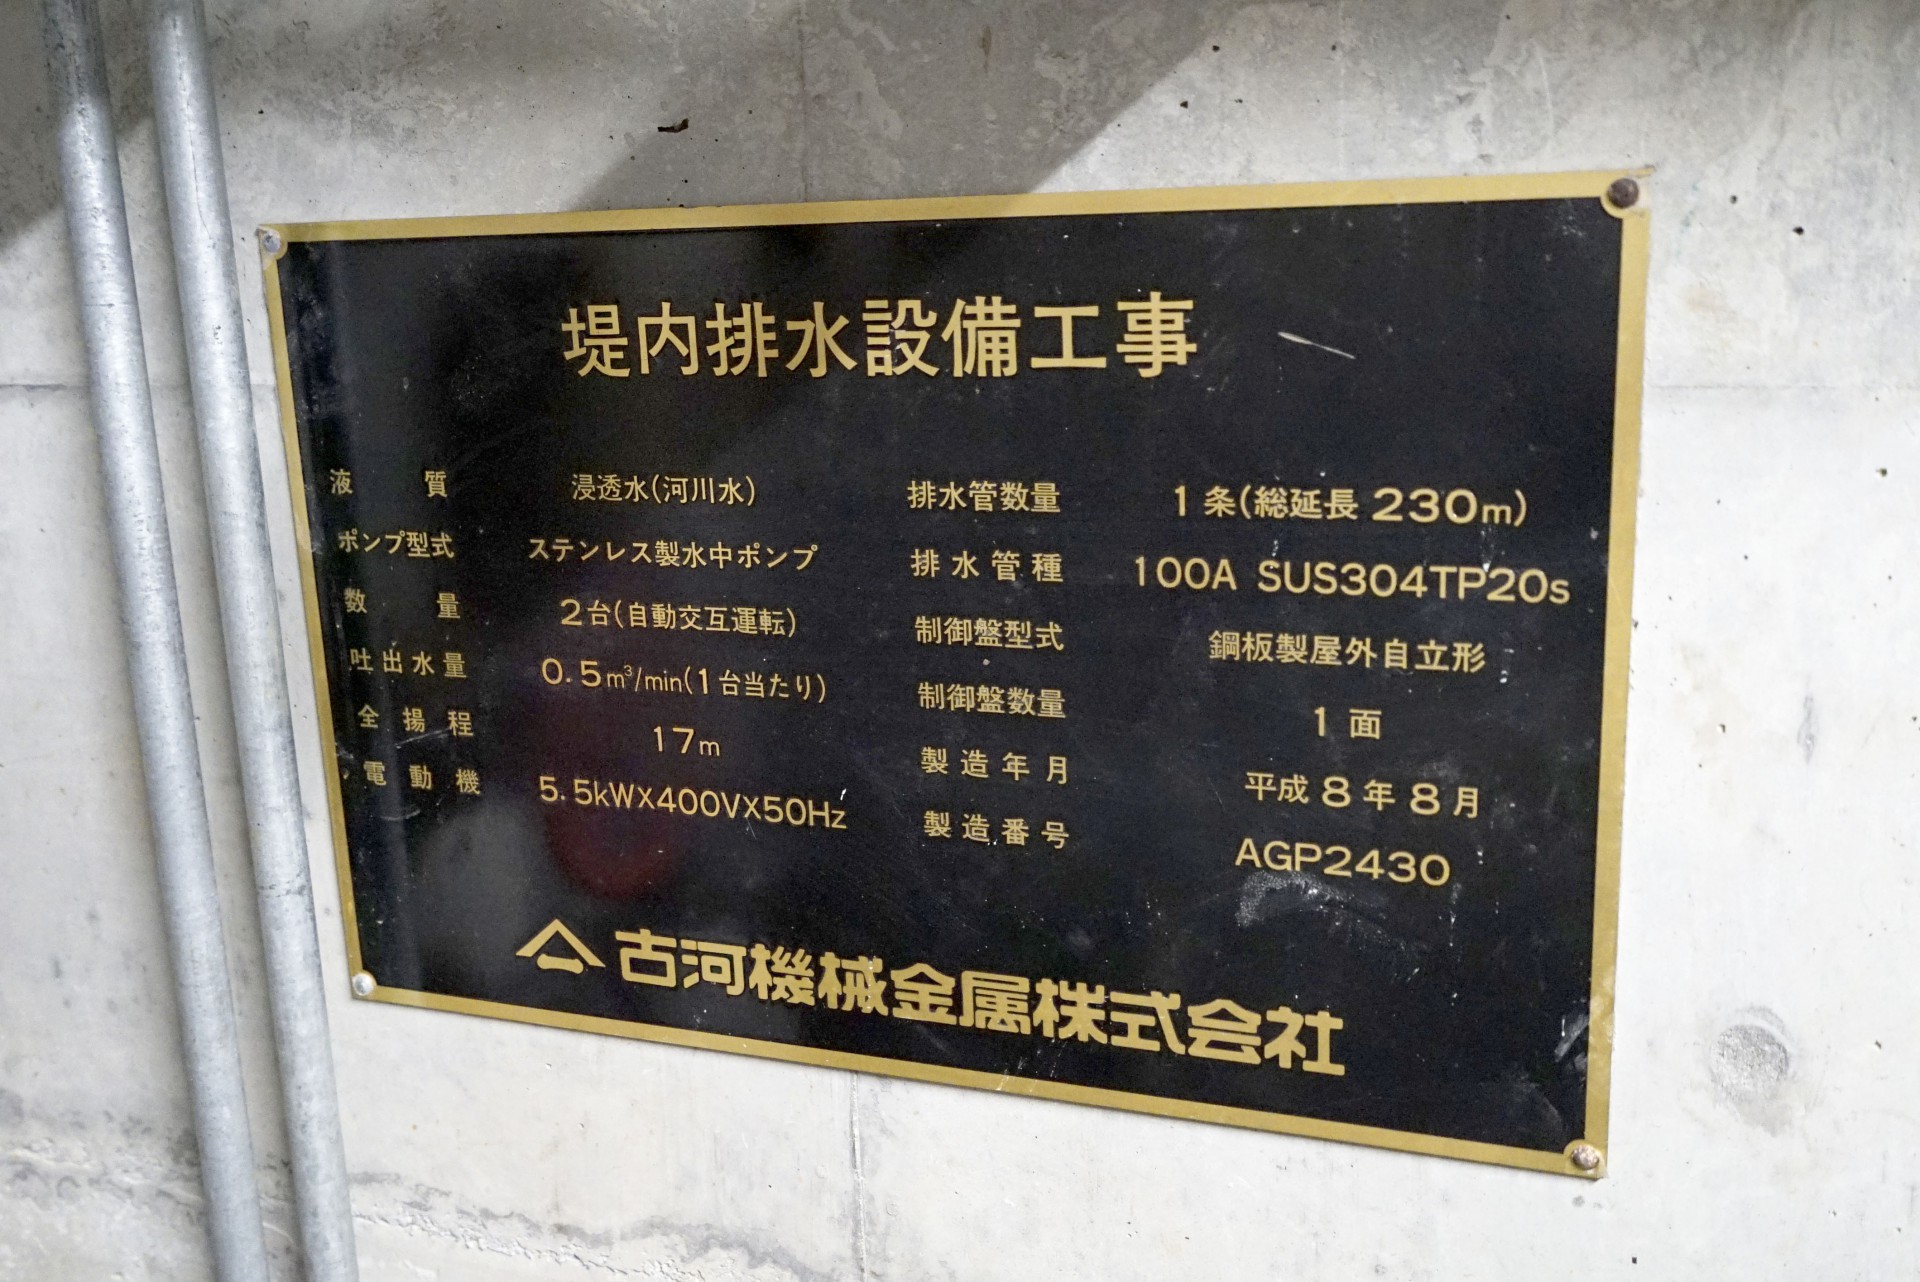 堤内排水設備工事
液質 浸透水(河川水)
ポンプ型式 ステンレス製水中ポンプ
数量 2台(自動交互運転)
吐出水量 0.5m³/min(1台当たり)
全揚程 17m
電動機 5.5kWX400VX50Hz
排水管数量 1条(総延長 230m)
排水管種 100A SUS304TP20s
制御盤型式 鋼板製屋外自立形
制御盤数量 1面
製造年月 平成8年8月
製造番号 AGP2430
古河機械金属株式会社